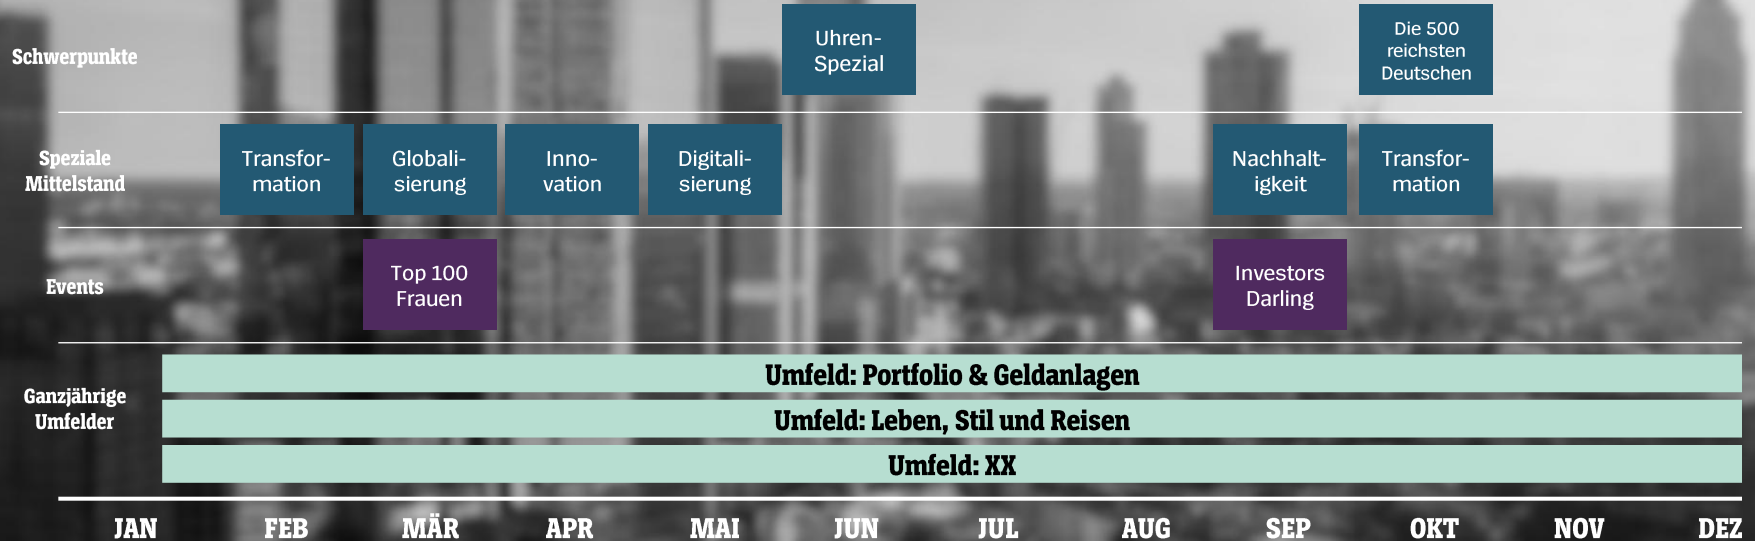 Schwerpunkte
Uhren-
Spezial
Die 500
reichsten
Deutschen
Speziale
Mittelstand
Transfor-
mation
Globali-
sierung
Inno-
vation
Digitali-
sierung
Nachhalt-
igkeit
Transfor-
mation
Events
Top 100
Frauen
Investors
Darling
Ganzjährige
Umfelder
Umfeld: Portfolio & Geldanlagen
Umfeld: Leben, Stil und Reisen
Umfeld: XX
JAN FEB MÄR APR MAI JUN JUL AUG SEP OKT NOV DEZ